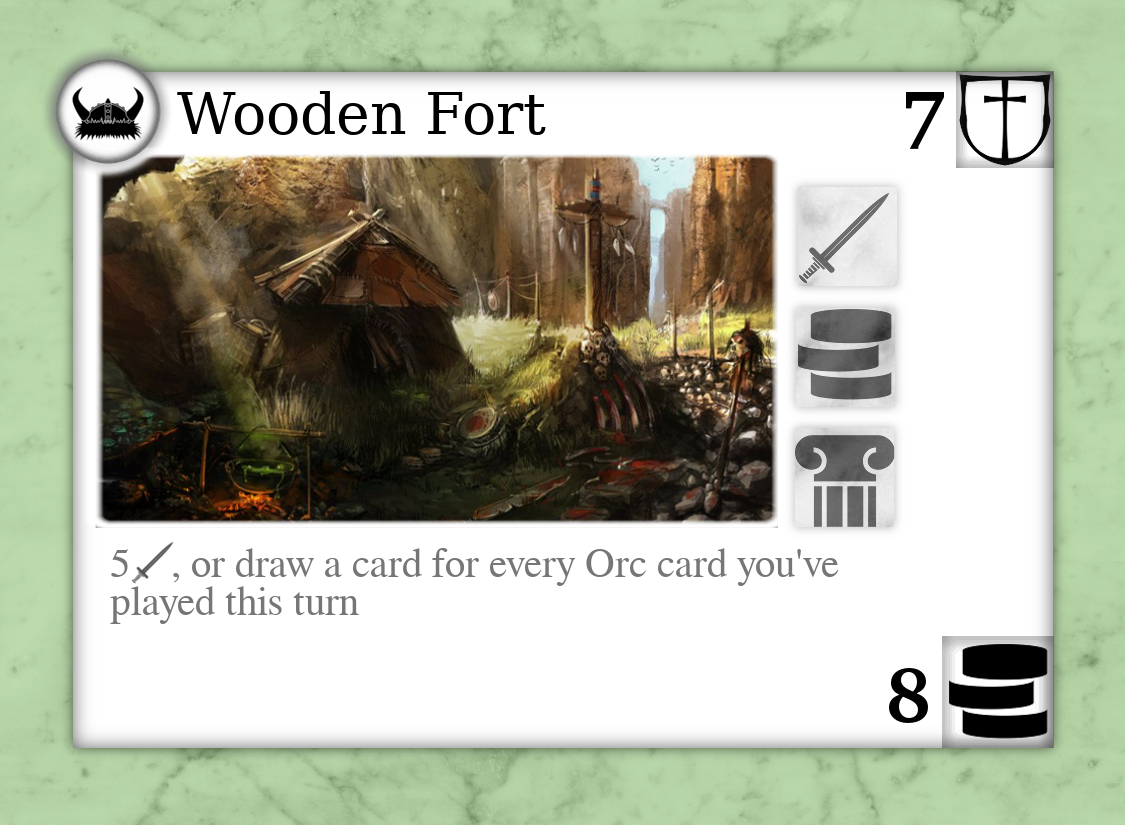 Wooden Fort
7
5, or draw a card for every Orc card you've
played this turn
8